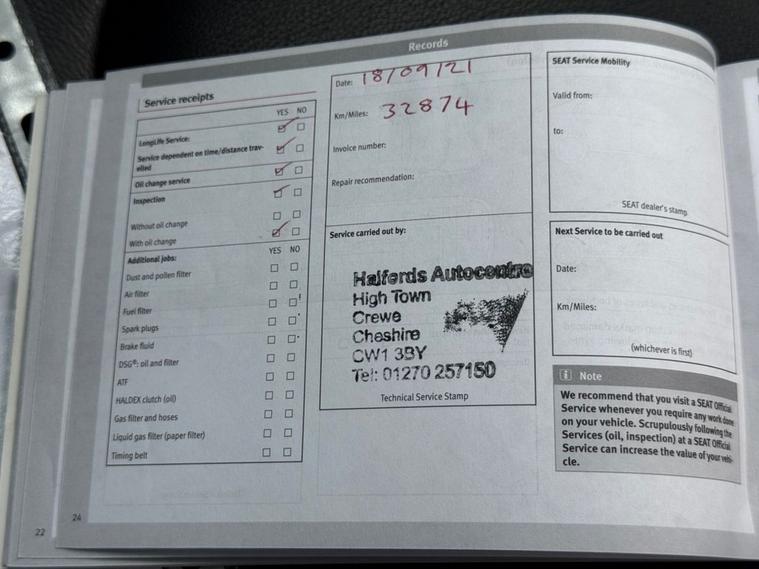 Records
Service receipts
YES NO
LongLife Service:
Service dependent on time/distance trav-
elled
Oil change service
Inspection
Without oil change
With oil change
Additional jobs:
YES NO
Dust and pollen filter
Air filter
Fuel filter
Spark plugs
Brake fluid
DSG®: oil and filter
ATF
HALDEX clutch (oil)
Gas filter and hoses
Liquid gas filter (paper filter)
Timing belt
Date: 18/09/21
Km/Miles: 32874
Invoice number:
Repair recommendation:
Service carried out by:
Halfords Autocentre
High Town
Crewe
Cheshire
CW1 3BY
Tel: 01270 257150
Technical Service Stamp
SEAT Service Mobility
Valid from:
to:
SEAT dealer's stamp
Next Service to be carried out
Date:
Km/Miles:
(whichever is first)
i Note
We recommend that you visit a SEAT Official
Service whenever you require any work done
on your vehicle. Scrupulously following the
Services (oil, inspection) at a SEAT Official
Service can increase the value of your vehi-
cle.
22
24